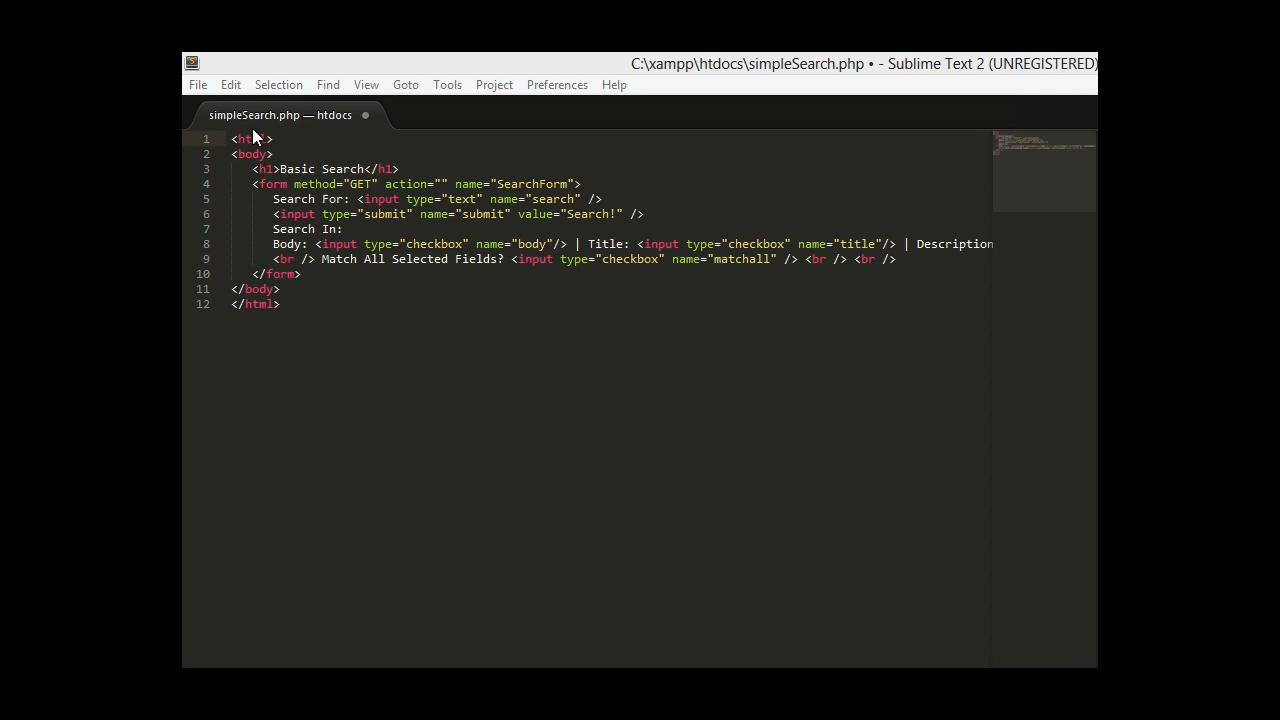 C:\xampp\htdocs\simpleSearch.php • - Sublime Text 2 (UNREGISTERED)
File Edit Selection Find View Goto Tools Project Preferences Help
simpleSearch.php — htdocs
1 <html>
2 <body>
3 <h1>Basic Search</h1>
4 <form method="GET" action="" name="SearchForm">
5 Search For: <input type="text" name="search" />
6 <input type="submit" name="submit" value="Search!" />
7 Search In:
8 Body: <input type="checkbox" name="body"/> | Title: <input type="checkbox" name="title"/> | Description
9 <br /> Match All Selected Fields? <input type="checkbox" name="matchall" /> <br /> <br />
10 </form>
11 </body>
12 </html>